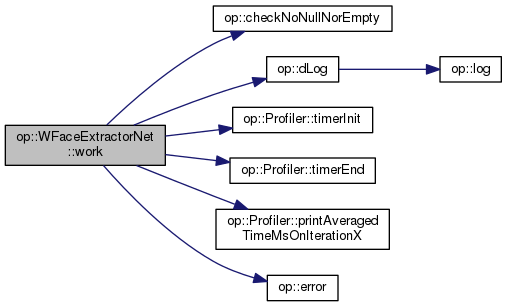 op::checkNoNullNorEmpty
op::dLog
op::log
op::WFaceExtractorNet
::work
op::Profiler::timerInit
op::Profiler::timerEnd
op::Profiler::printAveraged
TimeMsOnIterationX
op::error